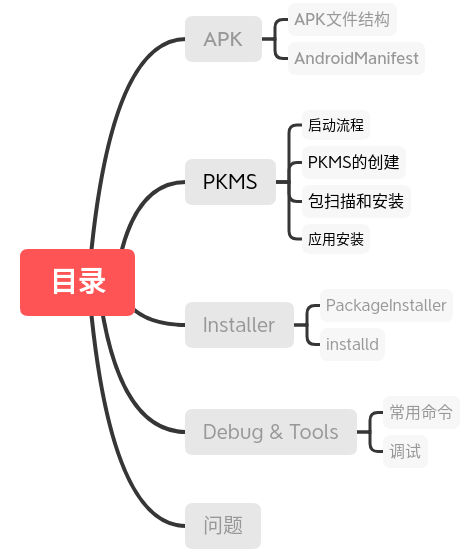 目录
APK
APK文件结构
AndroidManifest
PKMS
启动流程
PKMS的创建
包扫描和安装
应用安装
Installer
PackageInstaller
installd
Debug & Tools
常用命令
调试
问题